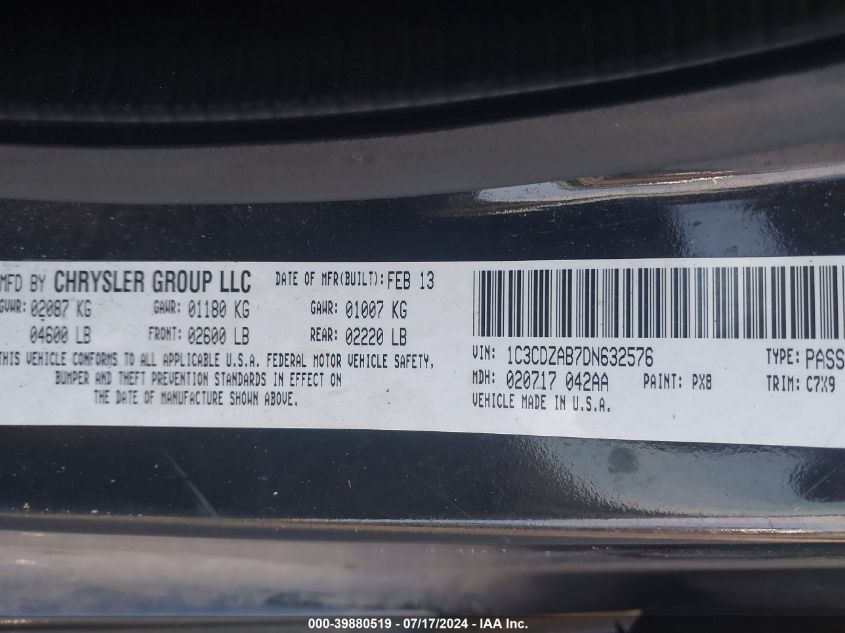 MFD BY CHRYSLER GROUP LLC DATE OF MFR(BUILT): FEB 13
GVWR: 02087 KG GAWR: 01180 KG GAWR: 01007 KG
04600 LB FRONT: 02600 LB REAR: 02220 LB
THIS VEHICLE CONFORMS TO ALL APPLICABLE U.S.A. FEDERAL MOTOR VEHICLE SAFETY,
BUMPER AND THEFT PREVENTION STANDARDS IN EFFECT ON
THE DATE OF MANUFACTURE SHOWN ABOVE.
VIN: 1C3CDZAB7DN632576 TYPE: PASS
MDH: 020717 042AA PAINT: PX8 TRIM: C7X9
VEHICLE MADE IN U.S.A.
000-39880519 - 07/17/2024 - IAA Inc.